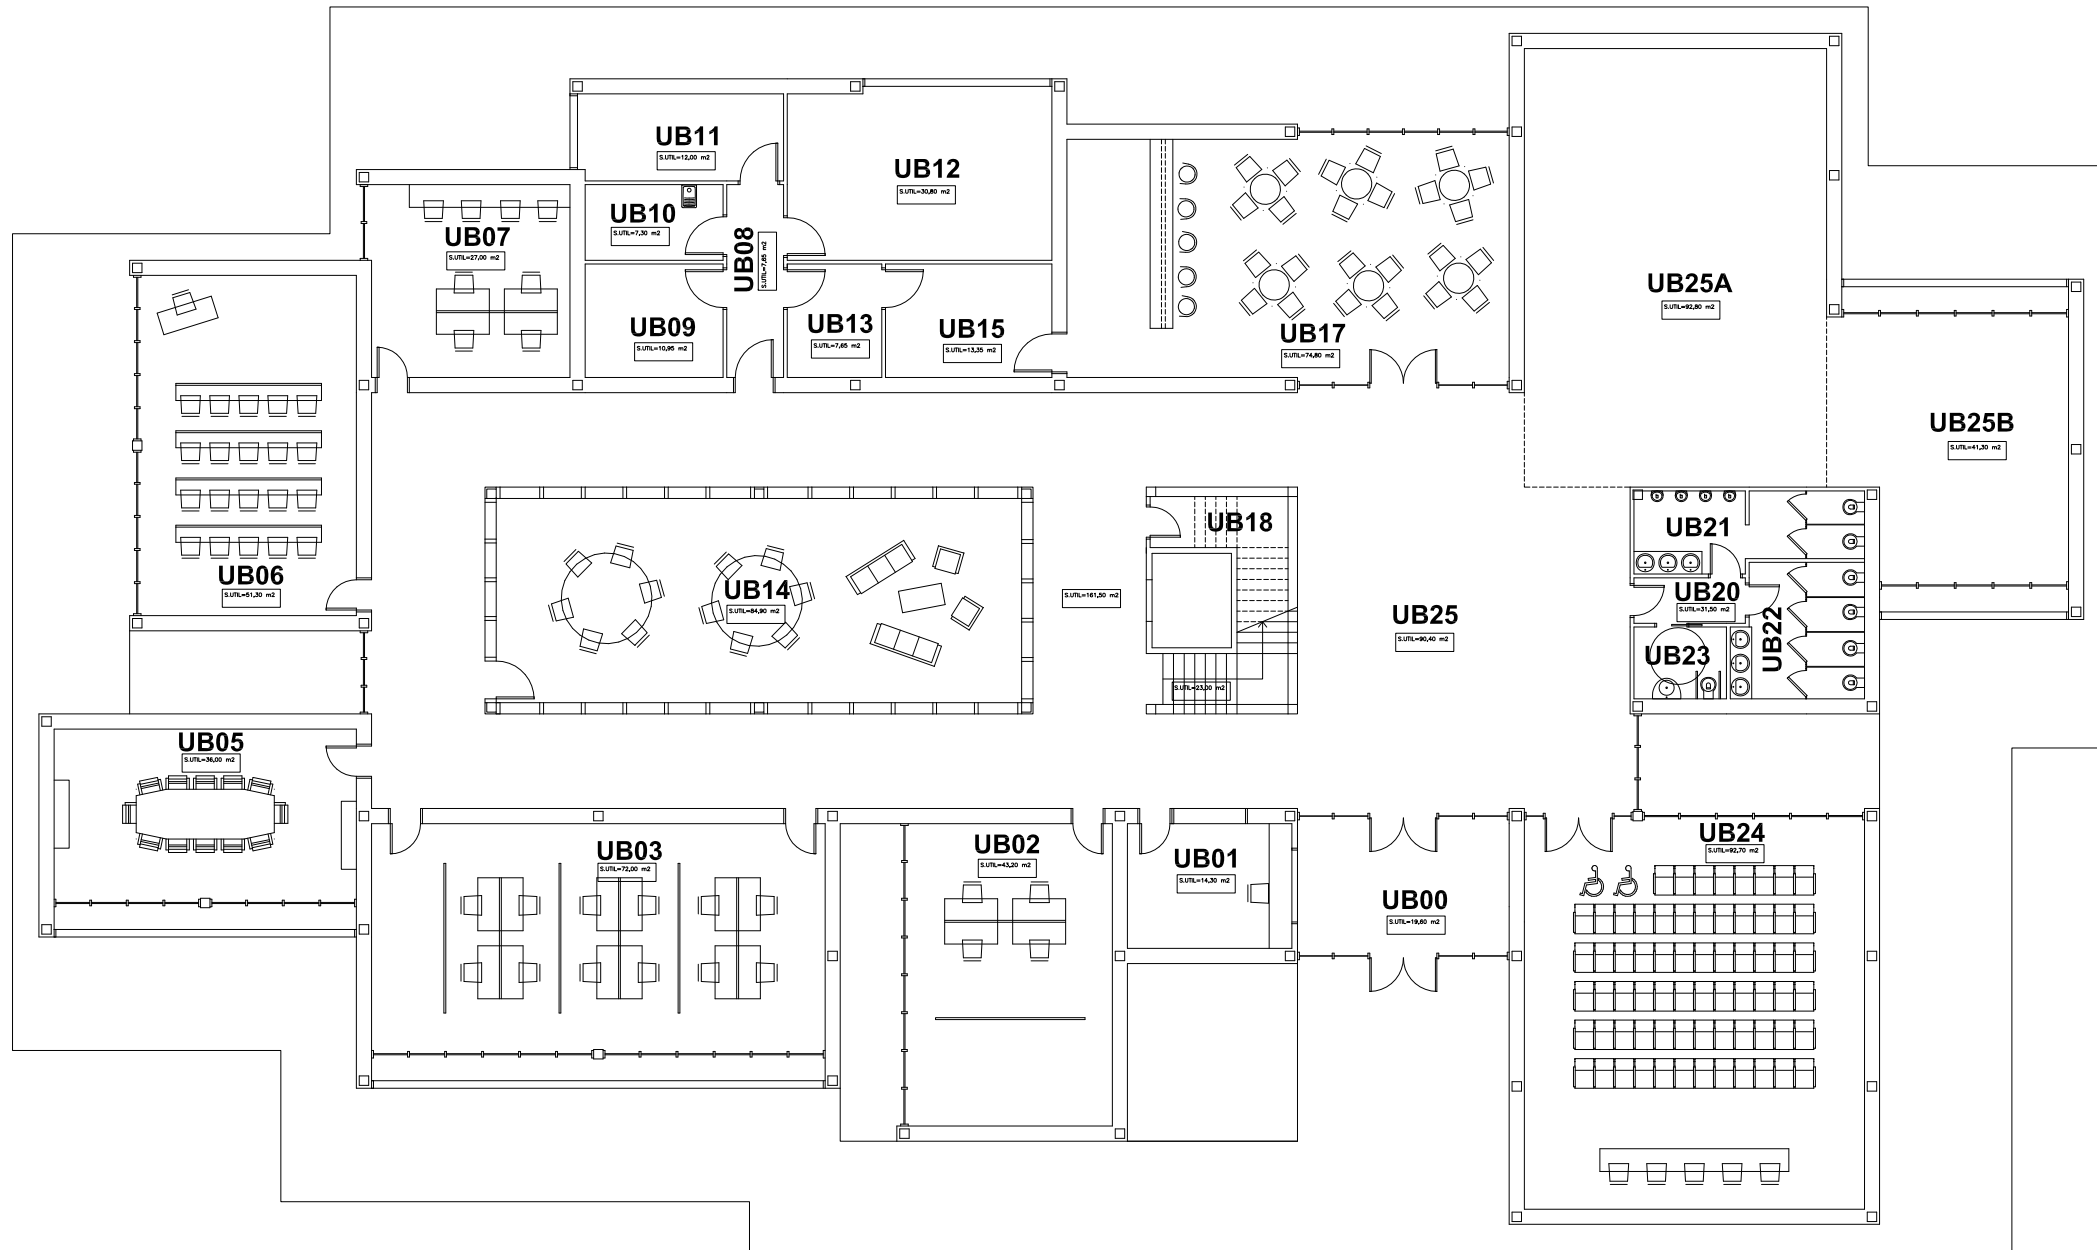 UB11
S.UTIL=12,00 m2
UB12
S.UTIL=30,80 m2
UB10
S.UTIL=7,30 m2
UB07
S.UTIL=27,00 m2
UB08
S.UTIL=7,85 m2
UB25A
S.UTIL=92,80 m2
UB09
S.UTIL=10,95 m2
UB13
S.UTIL=7,65 m2
UB15
S.UTIL=13,35 m2
UB17
S.UTIL=74,80 m2
UB25B
S.UTIL=41,30 m2
UB18
UB21
UB06
S.UTIL=51,30 m2
UB14
S.UTIL=84,90 m2
S.UTIL=161,50 m2
UB25
S.UTIL=90,40 m2
UB20
S.UTIL=31,50 m2
UB22
UB23
S.UTIL=23,00 m2
UB05
S.UTIL=36,00 m2
UB03
S.UTIL=72,00 m2
UB02
S.UTIL=43,20 m2
UB01
S.UTIL=14,30 m2
UB24
S.UTIL=92,70 m2
UB00
S.UTIL=19,60 m2